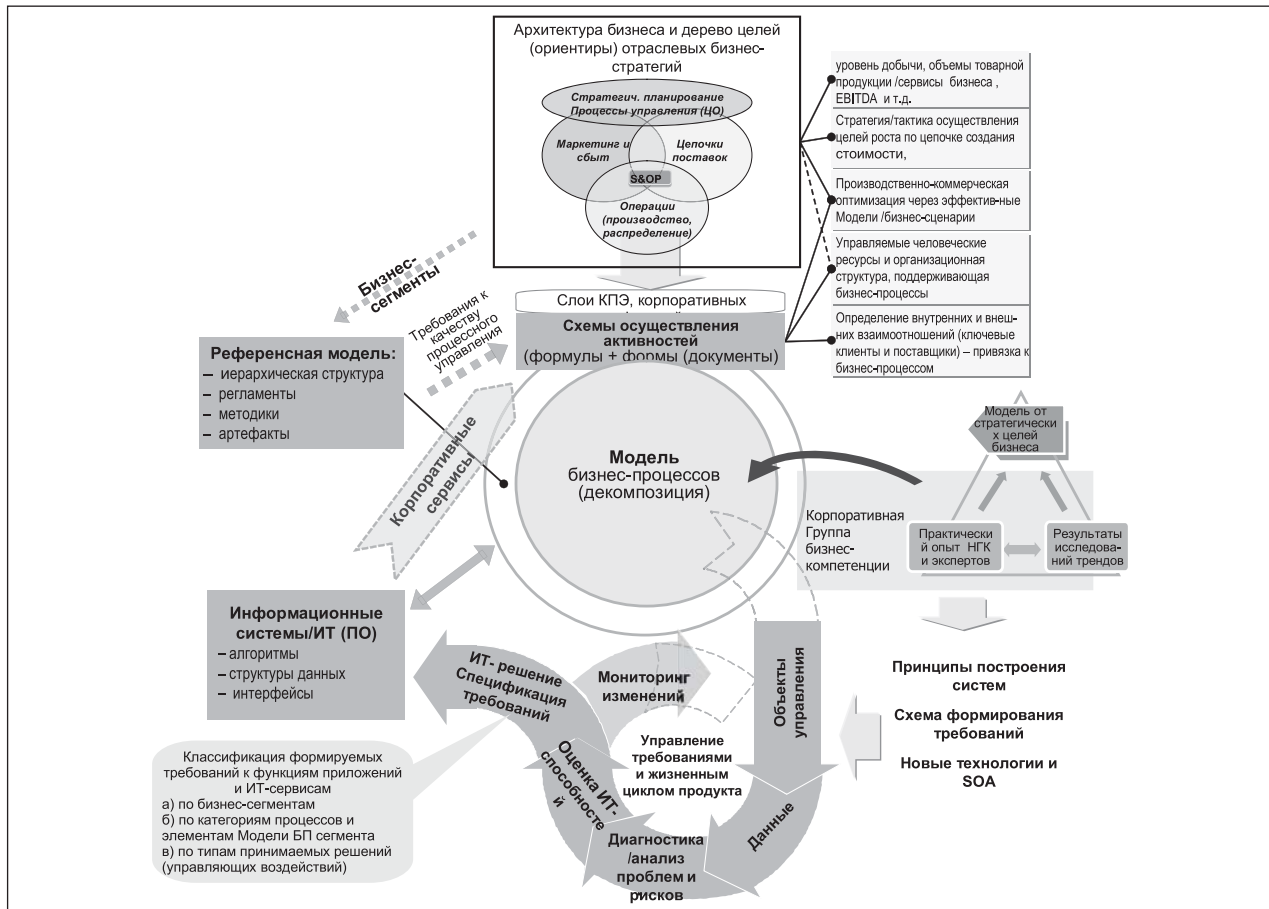 Архитектура бизнеса и дерево целей
(ориентиры) отраслевых бизнес-
стратегий
Стратегич. планирование
Процессы управления (ЦО)
Маркетинг и
сбыт
Цепочки
поставок
S&OP
Операции
(производство,
распределение)
уровень добычи, объемы товарной
продукции /сервисы бизнеса ,
EBITDA и т.д.
Стратегия/тактика осуществления
целей роста по цепочке создания
стоимости,
Производственно-коммерческая
оптимизация через эффектив-ные
Модели /бизнес-сценарии
Управляемые человеческие
ресурсы и организационная
структура, поддерживающая
бизнес-процессы
Определение внутренних и внеш-
них взаимоотношений (ключевые
клиенты и поставщики) – привязка к
бизнес-процессом
Бизнес-
сегменты
Требования к
качеству
процессного
управления
Слои КПЭ, корпоративных
Схемы осуществления
активностей
(формулы + формы (документы)
Референсная модель:
– иерархическая структура
– регламенты
– методики
– артефакты
Корпоративные
сервисы
Модель
бизнес-процессов
(декомпозиция)
Модель от
стратегически
х целей
бизнеса
Корпоративная
Группа
бизнес-
компетенции
Практически
й опыт НГК
и экспертов
Результаты
исследова-
ний трендов
Информационные
системы/ИТ (ПО)
– алгоритмы
– структуры данных
– интерфейсы
ИТ- решение
Спецификация
требований
Мониторинг
изменений
Объекты
управления
Принципы построения
систем
Схема формирования
требований
Новые технологии и
SOA
Управление
требованиями
и жизненным
циклом продукта
Оценка ИТ-
способносте
й
Данные
Диагностика
/анализ
проблем и
рисков
Классификация формируемых
требований к функциям приложений
и ИТ-сервисам
а) по бизнес-сегментам
б) по категориям процессов и
элементам Модели БП сегмента
в) по типам принимаемых решений
(управляющих воздействий)